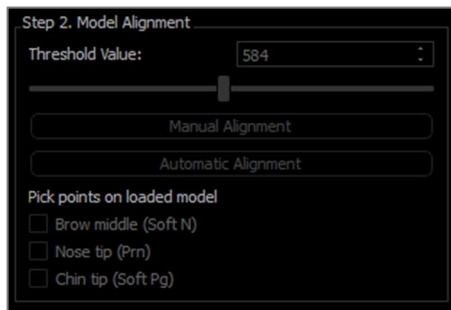 Step 2. Model Alignment
Threshold Value: 584
Manual Alignment
Automatic Alignment
Pick points on loaded model
Brow middle (Soft N)
Nose tip (Prn)
Chin tip (Soft Pg)